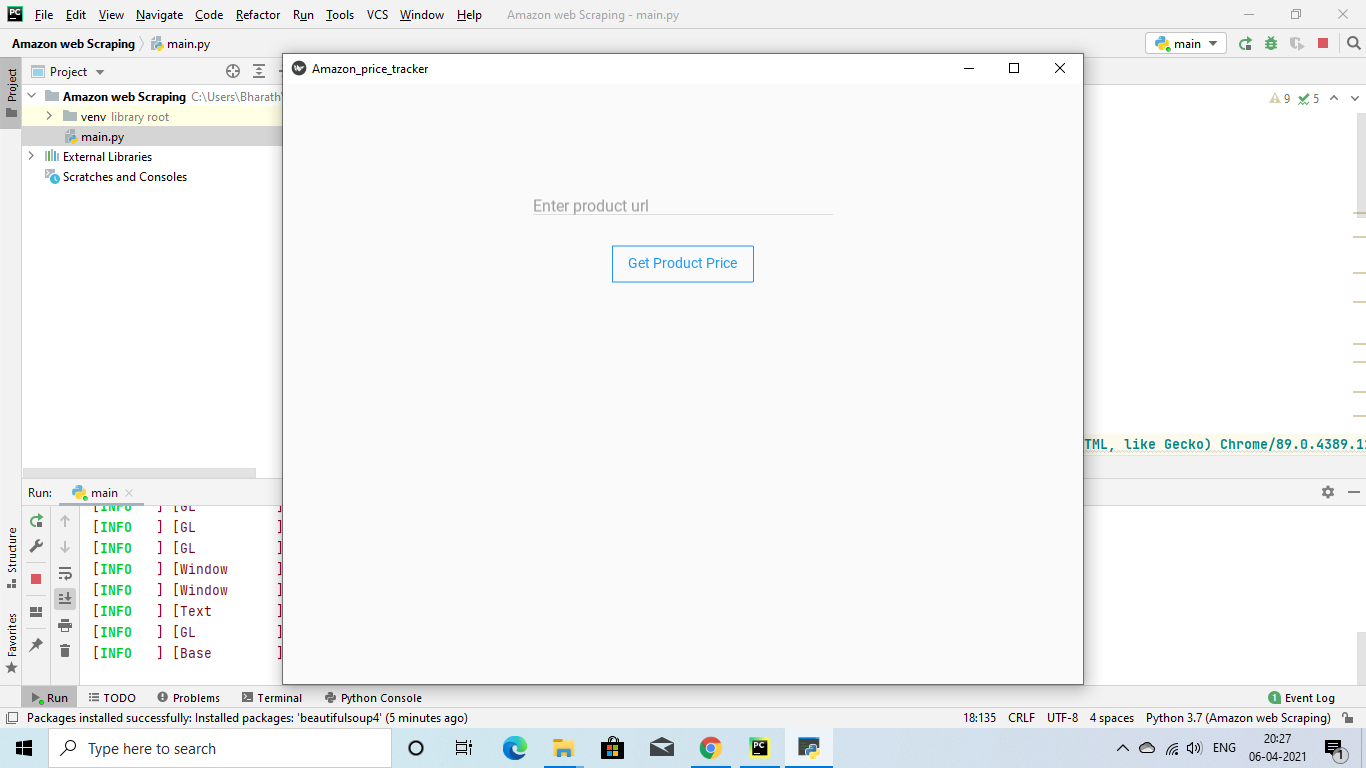 PC File Edit View Navigate Code Refactor Run Tools VCS Window Help Amazon web Scraping - main.py
Amazon web Scraping main.py main
Project Project
Amazon_price_tracker
Amazon web Scraping C:\Users\Bharath\
9 5
venv library root
main.py
External Libraries
Scratches and Consoles
Enter product url
Get Product Price
TML, like Gecko) Chrome/89.0.4389.11
Run: main
[INFO ] [GL ]
[INFO ] [GL ]
[INFO ] [GL ]
[INFO ] [Window ]
[INFO ] [Window ]
[INFO ] [Text ]
[INFO ] [GL ]
[INFO ] [Base ]
Structure
Favorites
Run TODO Problems Terminal Python Console 1 Event Log
Packages installed successfully: Installed packages: 'beautifulsoup4' (5 minutes ago) 18:135 CRLF UTF-8 4 spaces Python 3.7 (Amazon web Scraping)
Type here to search PC ENG 20:27
06-04-2021 1